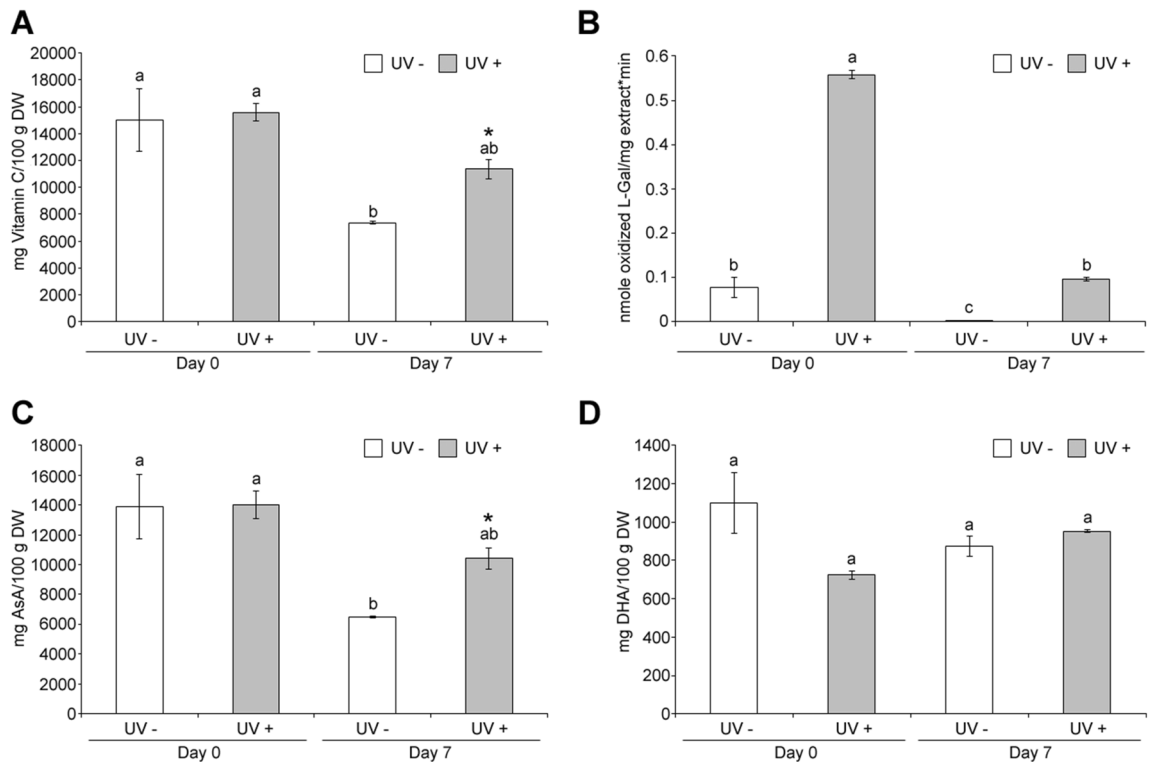 A
mg Vitamin C/100 g DW
20000
18000
16000
14000
12000
10000
8000
6000
4000
2000
0
UV -
UV +
a
a
b
*
ab
UV -
UV +
UV -
UV +
Day 0
Day 7
B
nmole oxidized L-Gal/mg extract*min
0.6
0.5
0.4
0.3
0.2
0.1
0
UV -
UV +
b
a
c
b
UV -
UV +
UV -
UV +
Day 0
Day 7
C
mg AsA/100 g DW
18000
16000
14000
12000
10000
8000
6000
4000
2000
0
UV -
UV +
a
a
b
*
ab
UV -
UV +
UV -
UV +
Day 0
Day 7
D
mg DHA/100 g DW
1400
1200
1000
800
600
400
200
0
UV -
UV +
a
a
a
a
UV -
UV +
UV -
UV +
Day 0
Day 7